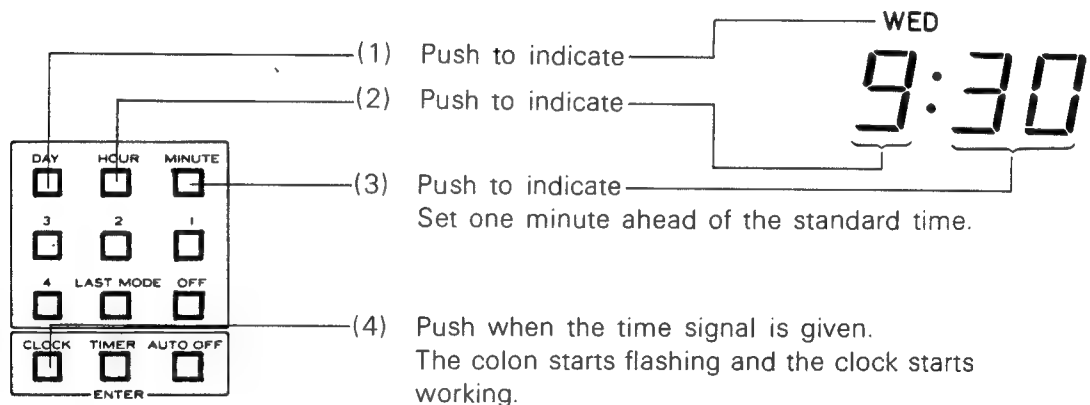 WED
9:30
(1) Push to indicate
(2) Push to indicate
(3) Push to indicate
Set one minute ahead of the standard time.
(4) Push when the time signal is given.
The colon starts flashing and the clock starts
working.
DAY HOUR MINUTE
3 2 1
4 LAST MODE OFF
CLOCK TIMER AUTO OFF
ENTER